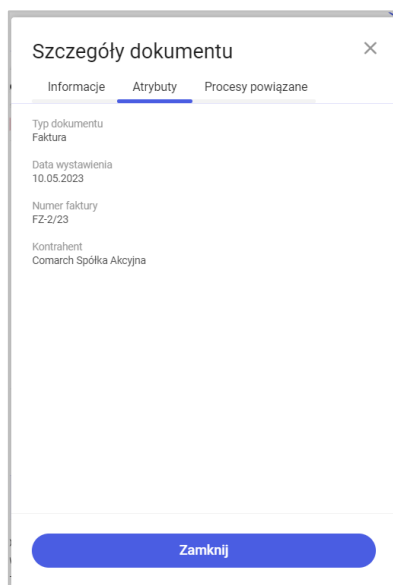 Szczegóły dokumentu
Informacje Atrybuty Procesy powiązane
Typ dokumentu
Faktura
Data wystawienia
10.05.2023
Numer faktury
FZ-2/23
Kontrahent
Comarch Spółka Akcyjna
Zamknij